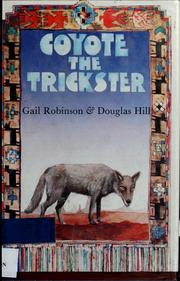 COYOTE
THE
TRICKSTER
Gail Robinson & Douglas Hill